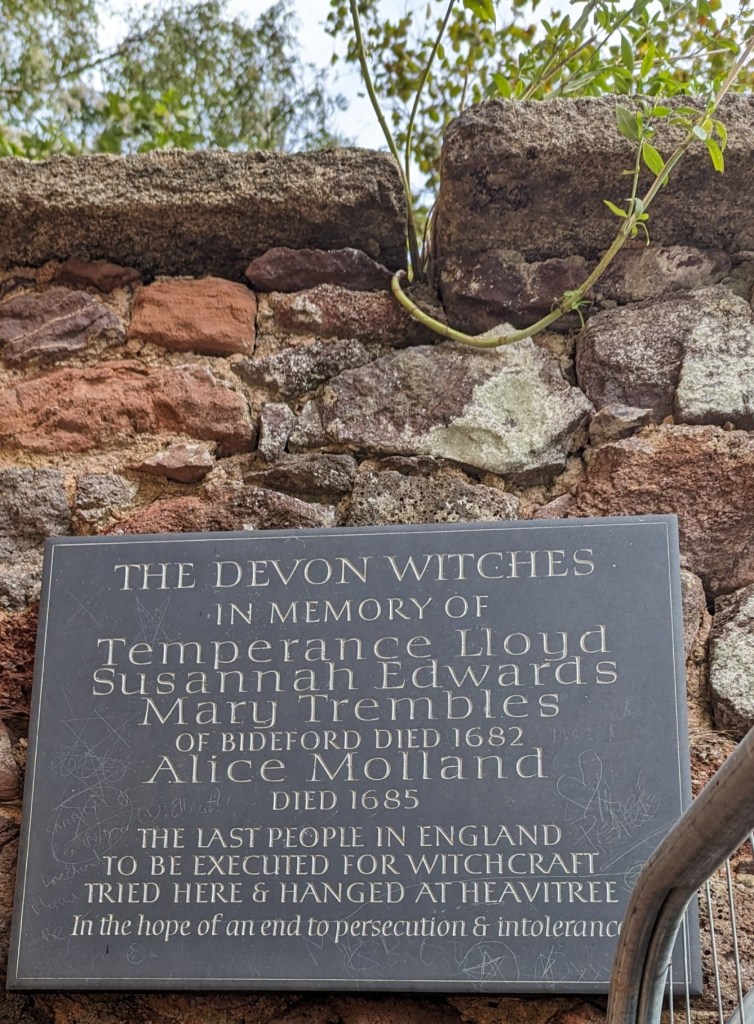 THE DEVON WITCHES
IN MEMORY OF
Temperance Lloyd
Susannah Edwards
Mary Trembles
OF BIDEFORD DIED 1682
Alice Molland
DIED 1685
THE LAST PEOPLE IN ENGLAND
TO BE EXECUTED FOR WITCHCRAFT
TRIED HERE & HANGED AT HEAVITREE
In the hope of an end to persecution & intolerance